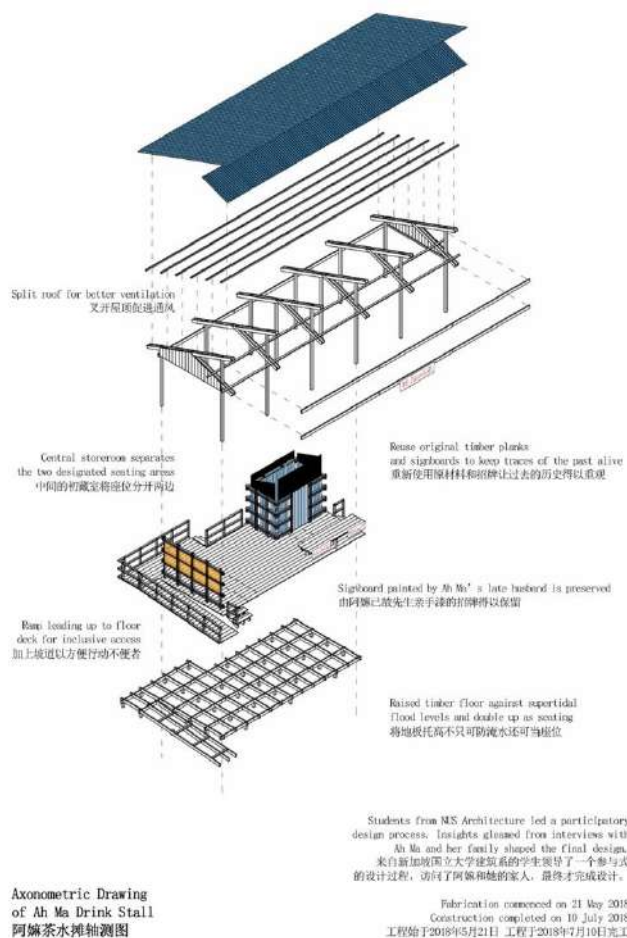 Split roof for better ventilation
叉开屋顶促进通风
Central storeroom separates
the two designated seating areas
中间的初藏室将座位分开两边
Reuse original timber planks
and signboards to keep traces of the past alive
重新使用原材料和招牌让过去的历史得以重观
Signboard painted by Ah Ma's late husband is preserved
由阿嫲已故先生亲手漆的招牌得以保留
Ramp leading up to floor
deck for inclusive access
加上坡道以方便行动不便者
Raised timber floor against supertidal
flood levels and double up as seating
将地板托高不只可防淹水还可当座位
Students from NUS Architecture led a participatory
design process. Insights gleamed from interviews with
Ah Ma and her family shaped the final design.
来自新加坡国立大学建筑系的学生领导了一个参与式
的设计过程，访问了阿嫲和她的家人，最终才完成设计。
Axonometric Drawing
of Ah Ma Drink Stall
阿嫲茶水摊轴测图
Fabrication commenced on 21 May 2018
Construction completed on 10 July 2018
工程始于2018年5月21日 工程于2018年7月10日完工